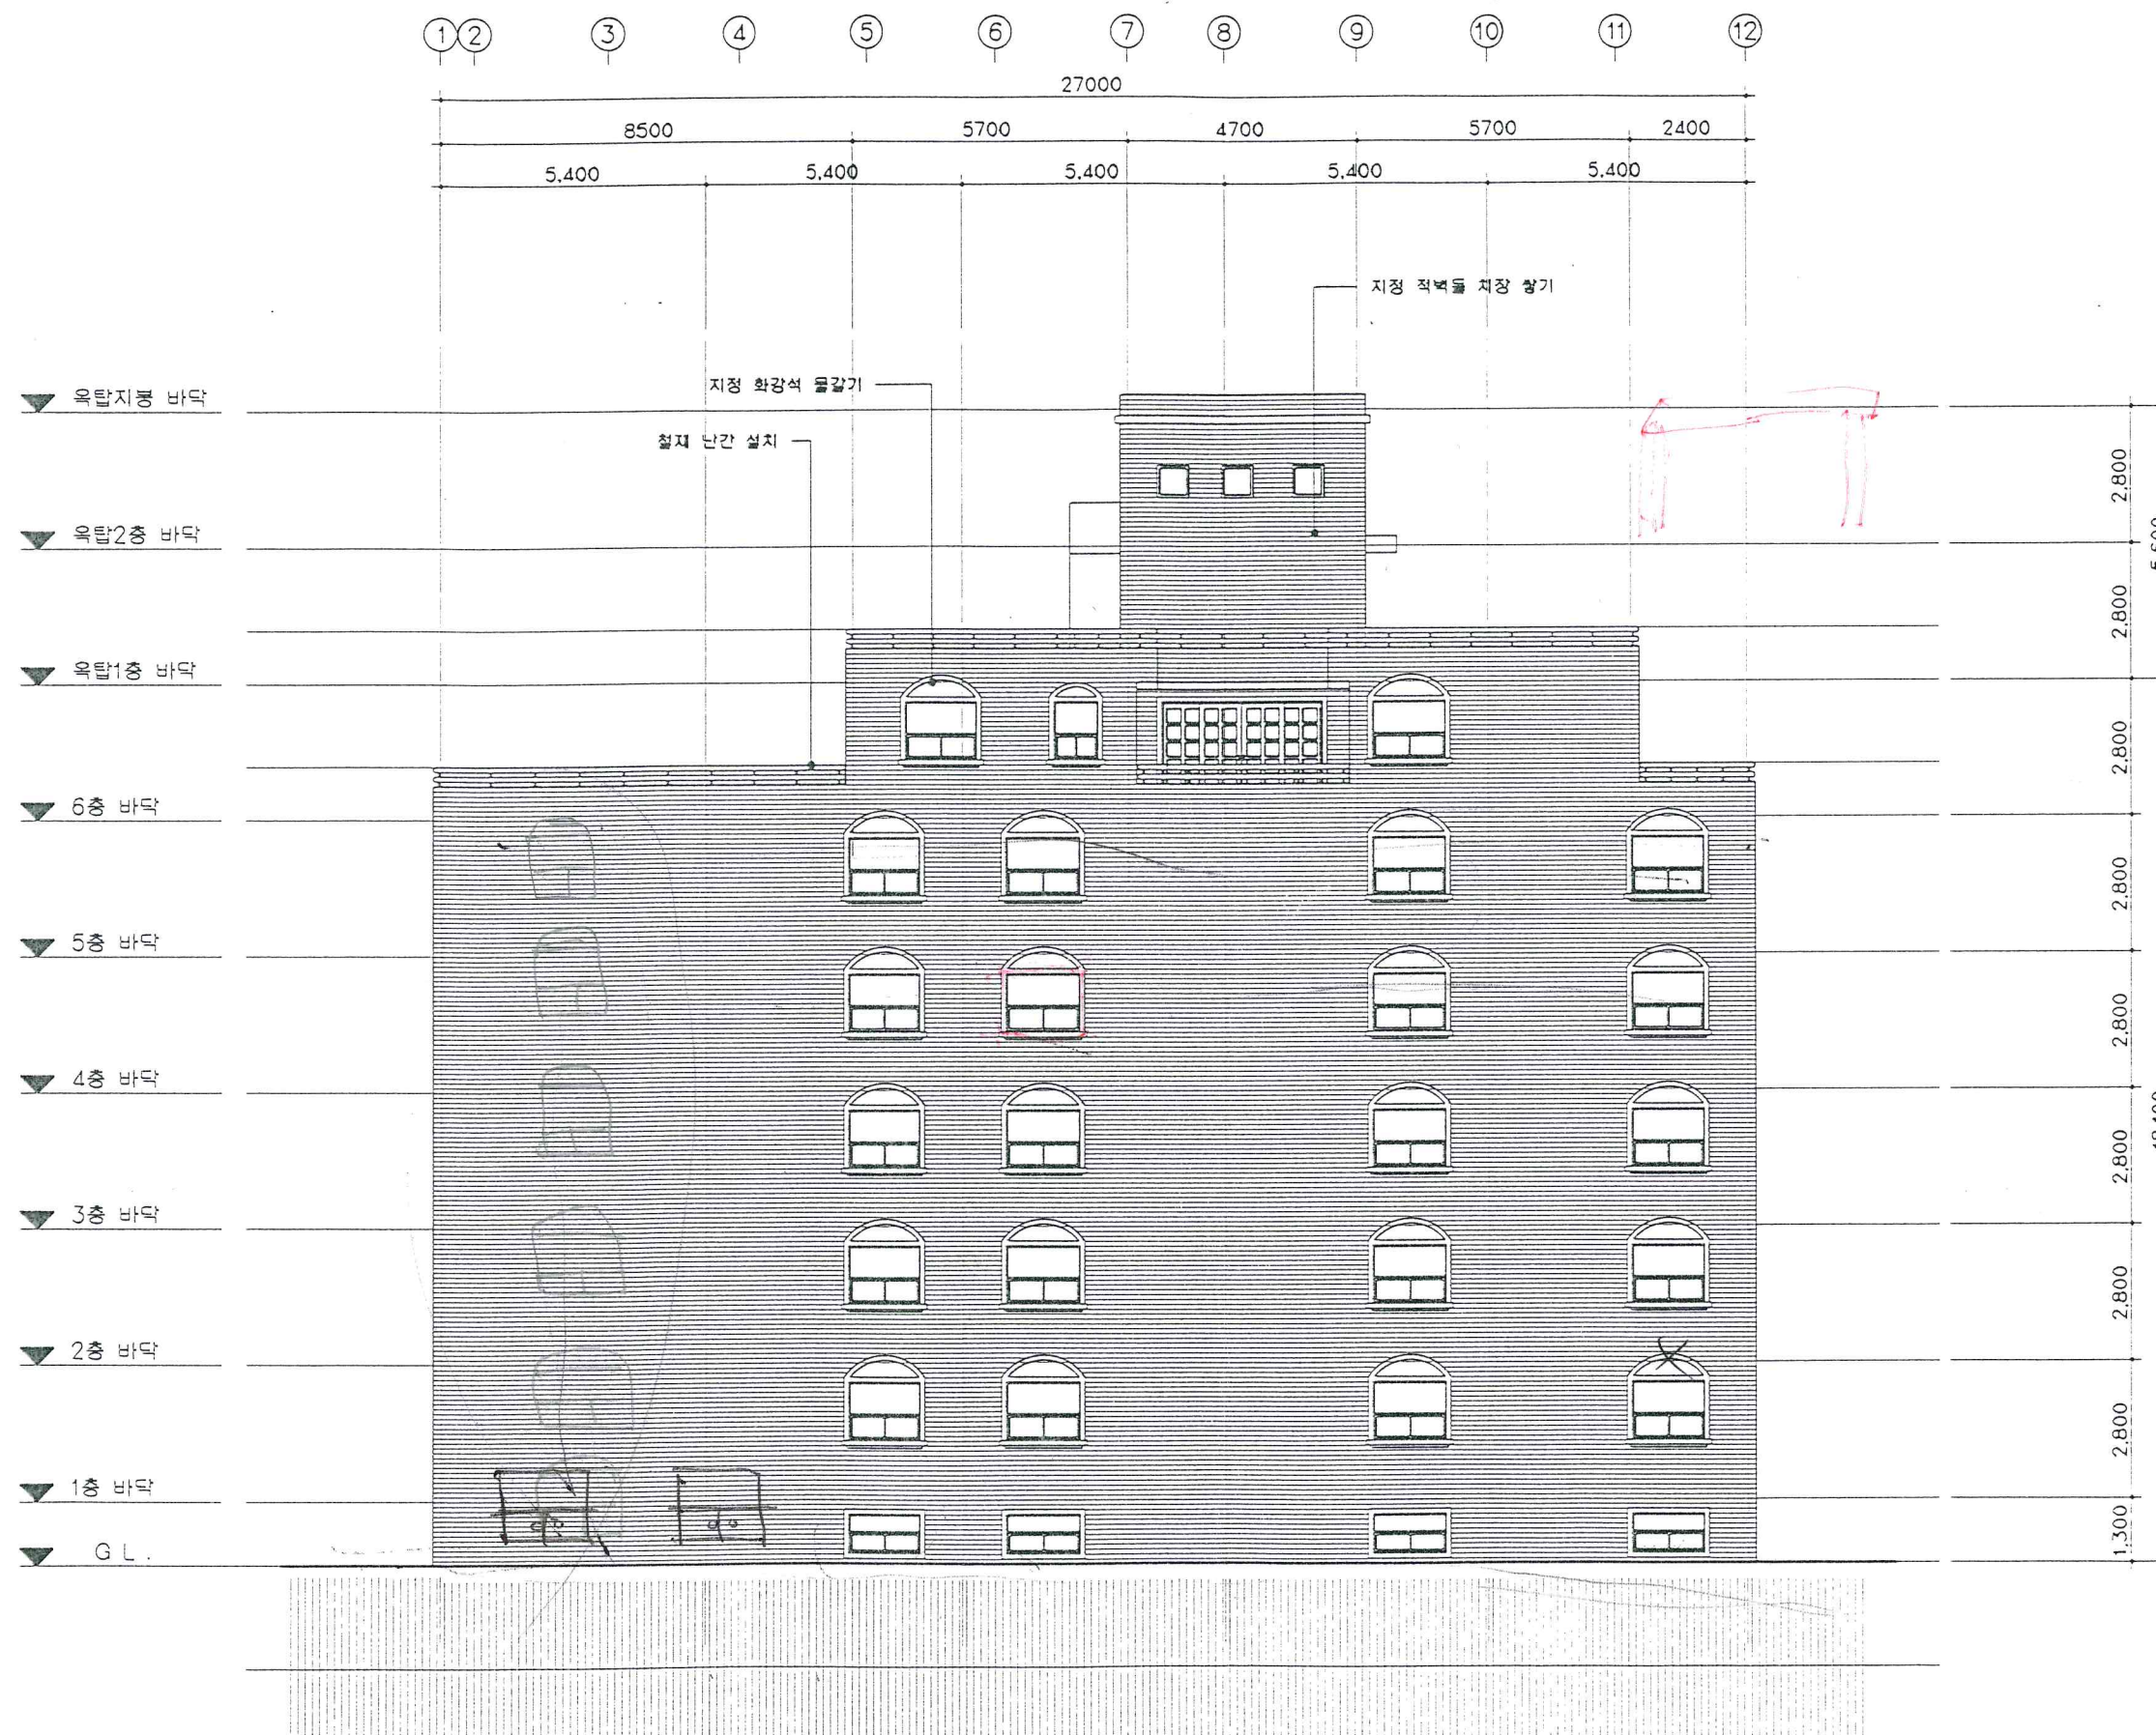 1 2 3 4 5 6 7 8 9 10 11 12
27000
8500 5700 4700 5700 2400
5,400 5,400 5,400 5,400 5,400
지정 적벽돌 치장 쌓기
지정 화강석 물갈기
철재 난간 설치
옥탑지붕 바닥
2,800
옥탑2층 바닥
5,600
2,800
옥탑1층 바닥
2,800
6층 바닥
2,800
5층 바닥
2,800
4층 바닥
2,800
3층 바닥
2,800
2층 바닥
2,800
1층 바닥
1,300
G L .